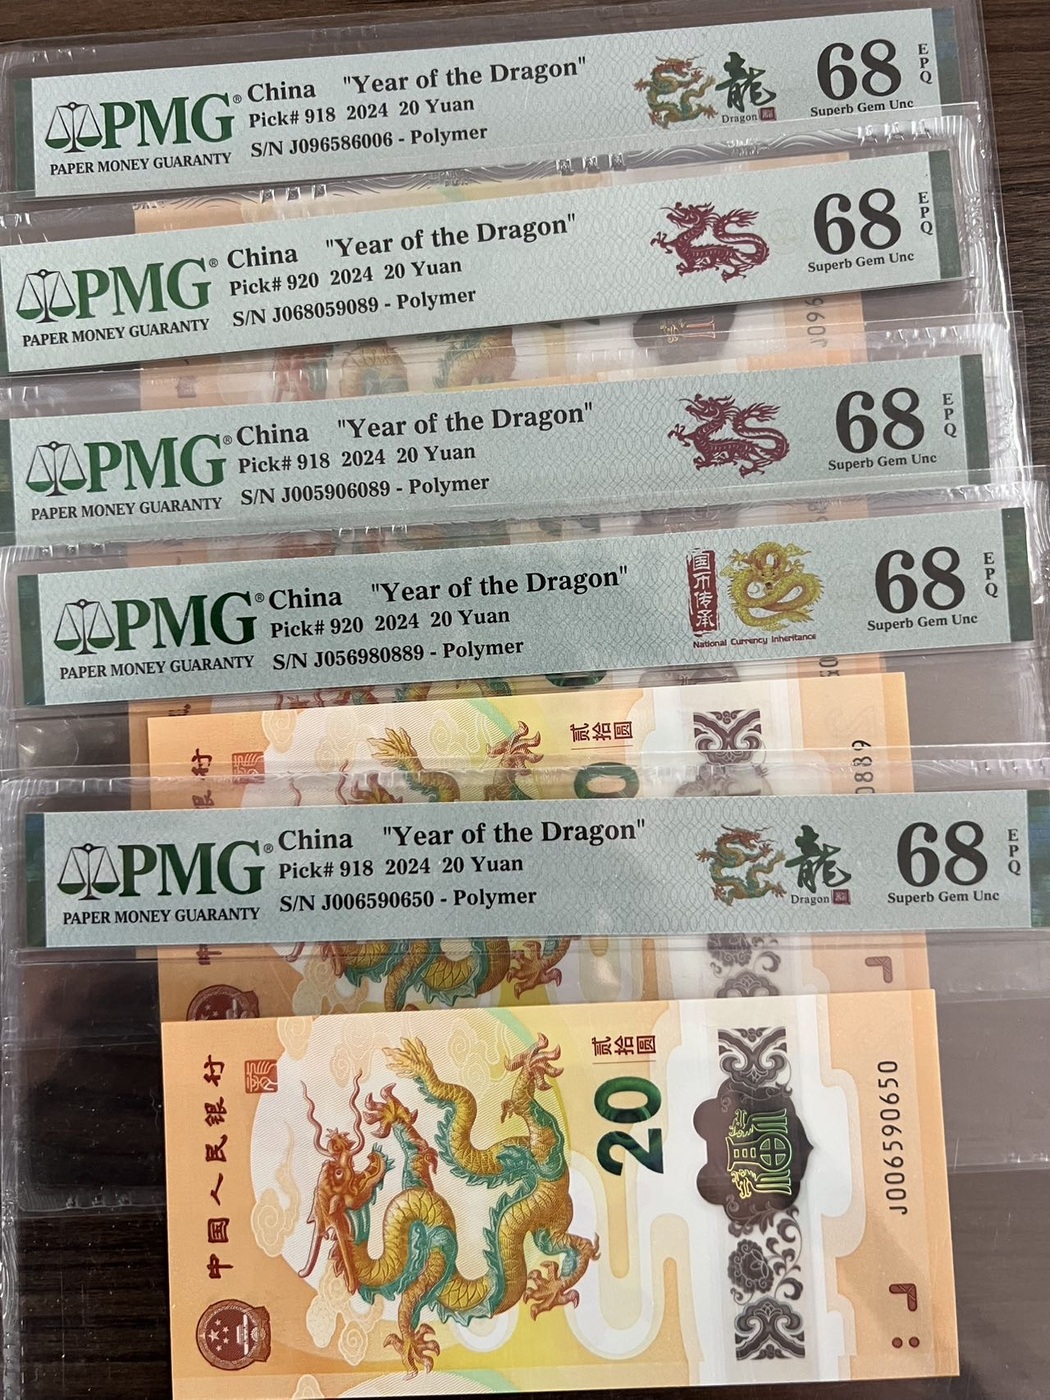 PMG®
PAPER MONEY GUARANTY
China "Year of the Dragon"
Pick# 918 2024 20 Yuan
S/N J096586006 - Polymer
龍
Dragon
68
EPQ
Superb Gem Unc
PMG®
PAPER MONEY GUARANTY
China "Year of the Dragon"
Pick# 920 2024 20 Yuan
S/N J068059089 - Polymer
68
EPQ
Superb Gem Unc
J096
PMG®
PAPER MONEY GUARANTY
China "Year of the Dragon"
Pick# 918 2024 20 Yuan
S/N J005906089 - Polymer
68
EPQ
Superb Gem Unc
PMG®
PAPER MONEY GUARANTY
China "Year of the Dragon"
Pick# 920 2024 20 Yuan
S/N J056980889 - Polymer
国币传承
National Currency Inheritance
68
EPQ
Superb Gem Unc
银行
贰拾圆
0
0889
PMG®
PAPER MONEY GUARANTY
China "Year of the Dragon"
Pick# 918 2024 20 Yuan
S/N J006590650 - Polymer
龍
Dragon
68
EPQ
Superb Gem Unc
中国人民银行
贰拾圆
20
福
J006590650